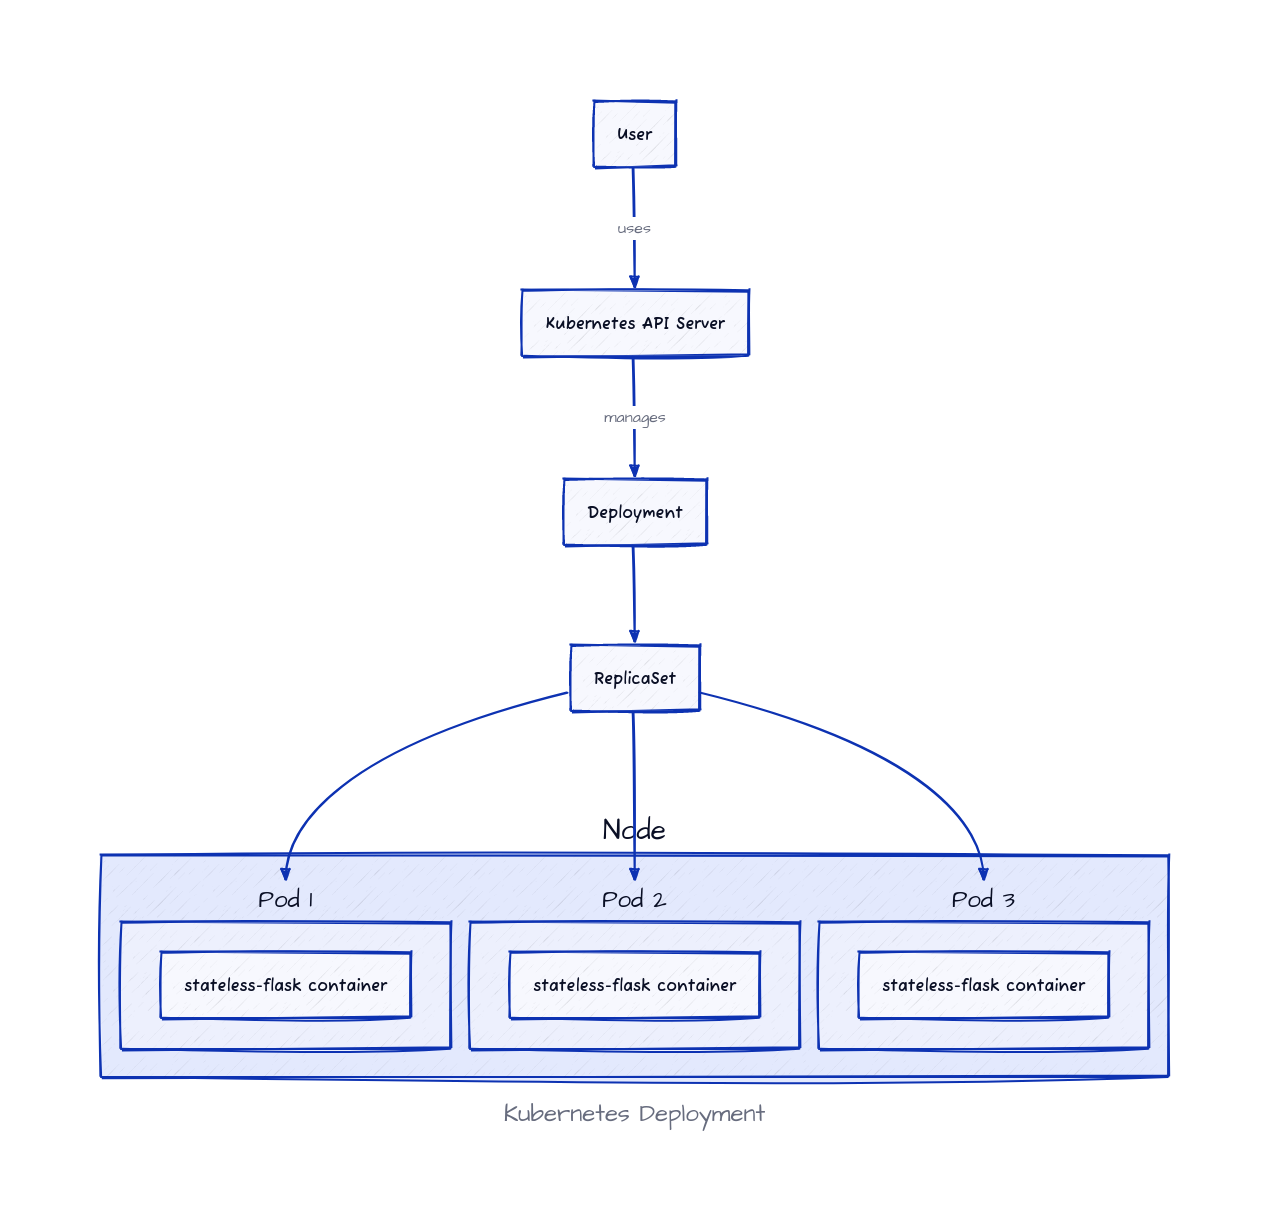 User
uses
Kubernetes API Server
manages
Deployment
ReplicaSet
Node
Pod 1
Pod 2
Pod 3
stateless-flask container
stateless-flask container
stateless-flask container
Kubernetes Deployment